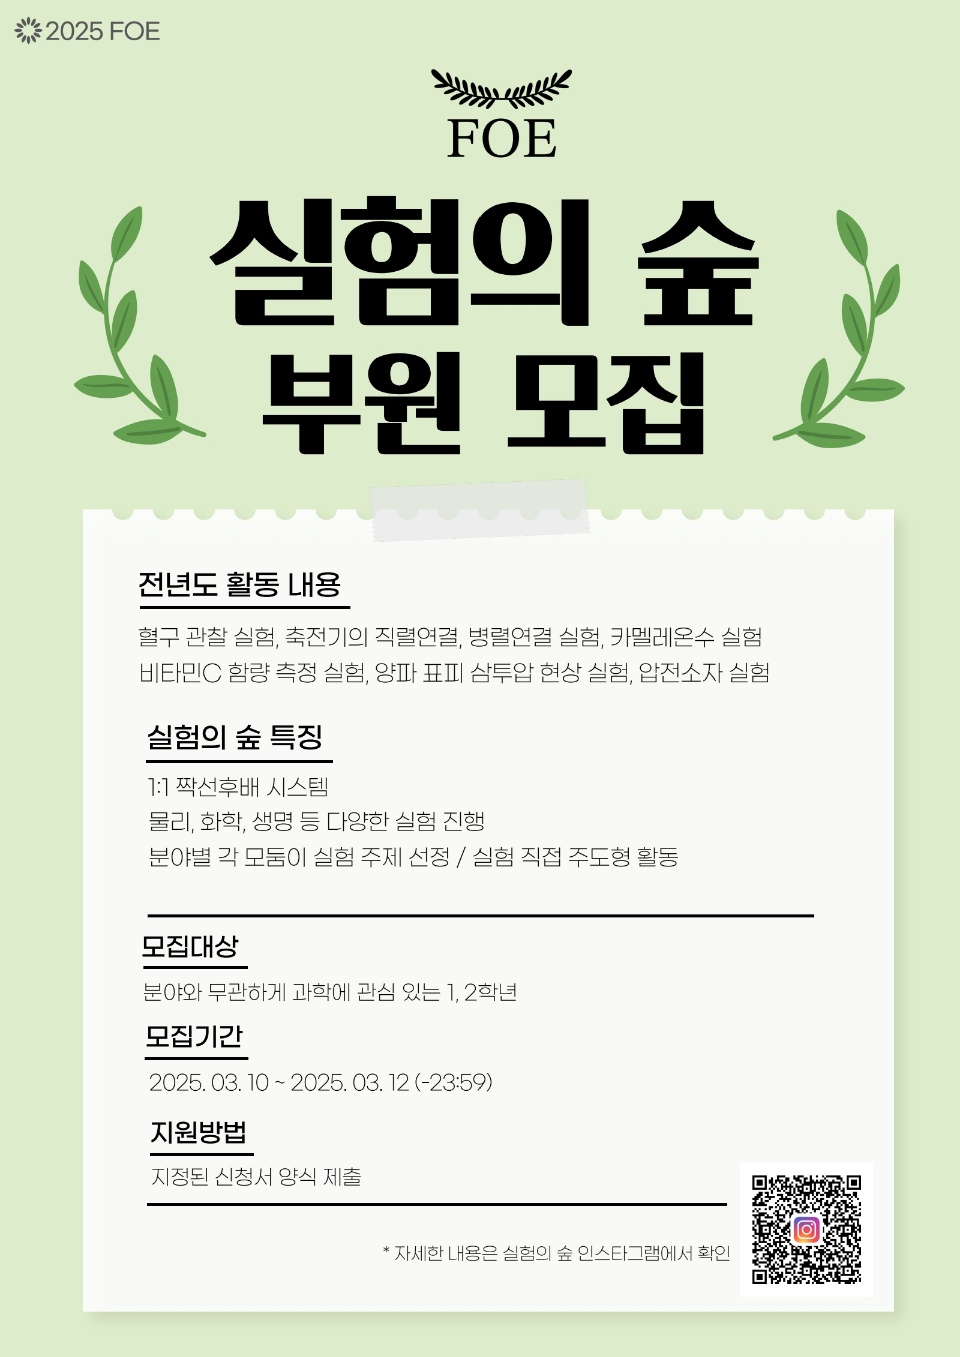 2025 FOE
FOE
실험의 숲
부원 모집
전년도 활동 내용
혈구 관찰 실험, 축전기의 직렬연결, 병렬연결 실험, 카멜레온수 실험
비타민C 함량 측정 실험, 양파 표피 삼투압 현상 실험, 압전소자 실험
실험의 숲 특징
1:1 짝선후배 시스템
물리, 화학, 생명 등 다양한 실험 진행
분야별 각 모둠이 실험 주제 선정 / 실험 직접 주도형 활동
모집대상
분야와 무관하게 과학에 관심 있는 1, 2학년
모집기간
2025. 03. 10 ~ 2025. 03. 12 (-23:59)
지원방법
지정된 신청서 양식 제출
* 자세한 내용은 실험의 숲 인스타그램에서 확인